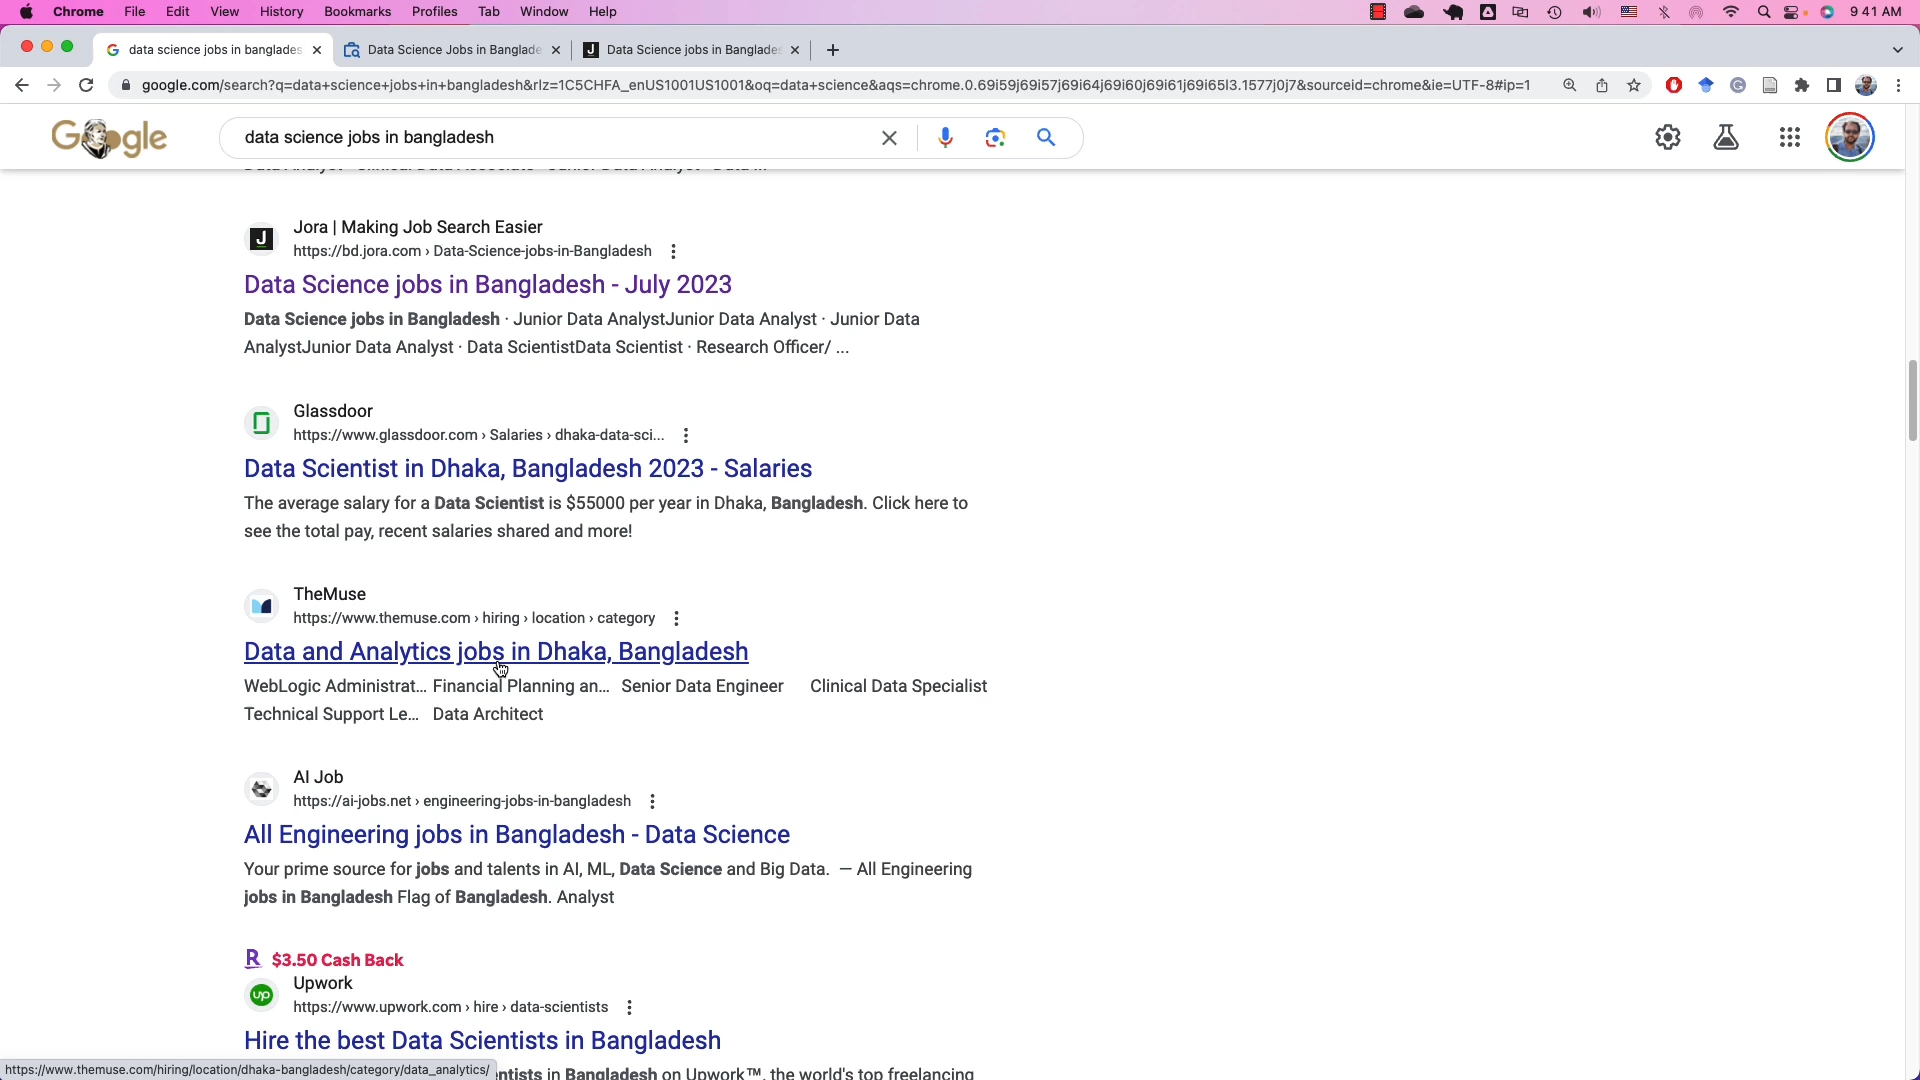 Chrome File Edit View History Bookmarks Profiles Tab Window Help 9 41 AM
data science jobs in banglades Data Science Jobs in Banglade Data Science jobs in Banglades
google.com/search?q=data+science+jobs+in+bangladesh&rlz=1C5CHFA_enUS1001US1001&oq=data+science&aqs=chrome.0.69i59j69i57j69i64j69i60j69i61j69i65l3.1577j0j7&sourceid=chrome&ie=UTF-8#ip=1
Google data science jobs in bangladesh
Jora | Making Job Search Easier
https://bd.jora.com › Data-Science-jobs-in-Bangladesh
Data Science jobs in Bangladesh - July 2023
Data Science jobs in Bangladesh · Junior Data AnalystJunior Data Analyst · Junior Data
AnalystJunior Data Analyst · Data ScientistData Scientist · Research Officer/ ...
Glassdoor
https://www.glassdoor.com › Salaries › dhaka-data-sci...
Data Scientist in Dhaka, Bangladesh 2023 - Salaries
The average salary for a Data Scientist is $55000 per year in Dhaka, Bangladesh. Click here to
see the total pay, recent salaries shared and more!
TheMuse
https://www.themuse.com › hiring › location › category
Data and Analytics jobs in Dhaka, Bangladesh
WebLogic Administrat... Financial Planning an... Senior Data Engineer Clinical Data Specialist
Technical Support Le... Data Architect
AI Job
https://ai-jobs.net › engineering-jobs-in-bangladesh
All Engineering jobs in Bangladesh - Data Science
Your prime source for jobs and talents in AI, ML, Data Science and Big Data. — All Engineering
jobs in Bangladesh Flag of Bangladesh. Analyst
R $3.50 Cash Back
Upwork
https://www.upwork.com › hire › data-scientists
Hire the best Data Scientists in Bangladesh
https://www.themuse.com/hiring/location/dhaka-bangladesh/category/data_analytics/ entists in Bangladesh on Upwork™, the world's top freelancing